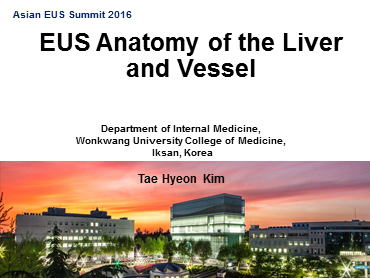 Asian EUS Summit 2016
EUS Anatomy of the Liver
and Vessel
Department of Internal Medicine,
Wonkwang University College of Medicine,
Iksan, Korea
Tae Hyeon Kim